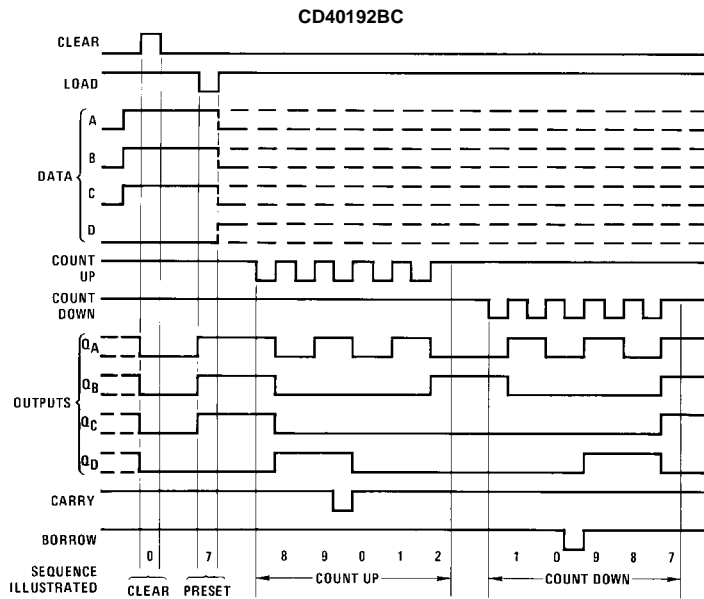 CD40192BC
CLEAR
LOAD
A
B
DATA
C
D
COUNT
UP
COUNT
DOWN
QA
QB
OUTPUTS
QC
QD
CARRY
BORROW
0 7 8 9 0 1 2 1 0 9 8 7
SEQUENCE
ILLUSTRATED
CLEAR PRESET COUNT UP COUNT DOWN